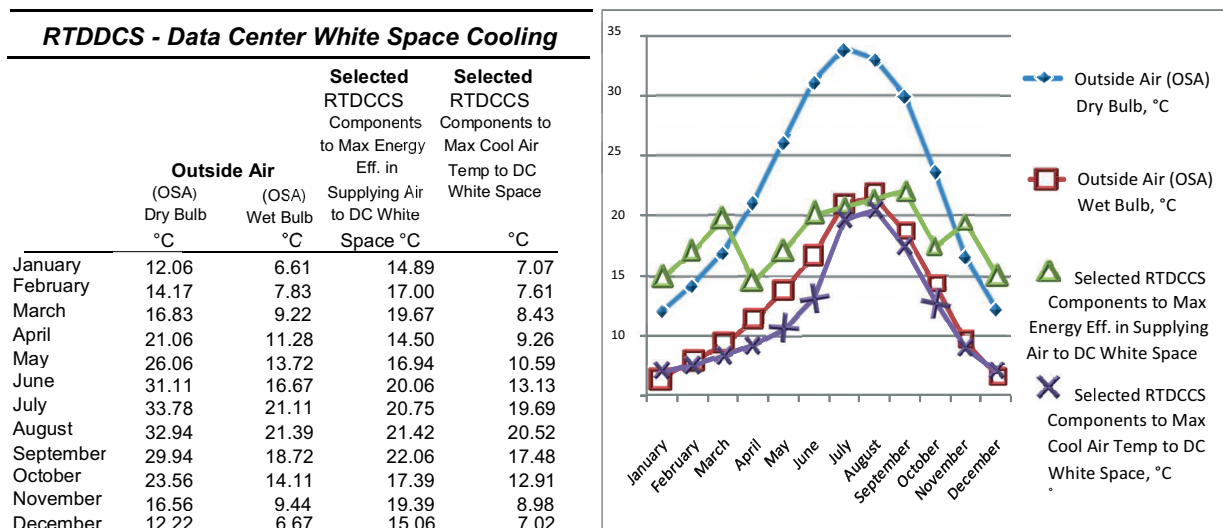 RTDDCS - Data Center White Space Cooling
Outside Air
(OSA)
Dry Bulb
°C
(OSA)
Wet Bulb
°C
Selected
RTDCCS
Components
to Max Energy
Eff. in
Supplying Air
to DC White
Space °C
Selected
RTDCCS
Components to
Max Cool Air
Temp to DC
White Space
°C
January 12.06 6.61 14.89 7.07
February 14.17 7.83 17.00 7.61
March 16.83 9.22 19.67 8.43
April 21.06 11.28 14.50 9.26
May 26.06 13.72 16.94 10.59
June 31.11 16.67 20.06 13.13
July 33.78 21.11 20.75 19.69
August 32.94 21.39 21.42 20.52
September 29.94 18.72 22.06 17.48
October 23.56 14.11 17.39 12.91
November 16.56 9.44 19.39 8.98
December 12.22 6.67 15.06 7.02
35
30
25
20
15
10
January
February
March
April
May
June
July
August
September
October
November
December
Outside Air (OSA)
Dry Bulb, °C
Outside Air (OSA)
Wet Bulb, °C
Selected RTDCCS
Components to Max
Energy Eff. in Supplying
Air to DC White Space
Selected RTDCCS
Components to Max
Cool Air Temp to DC
White Space, °C
°